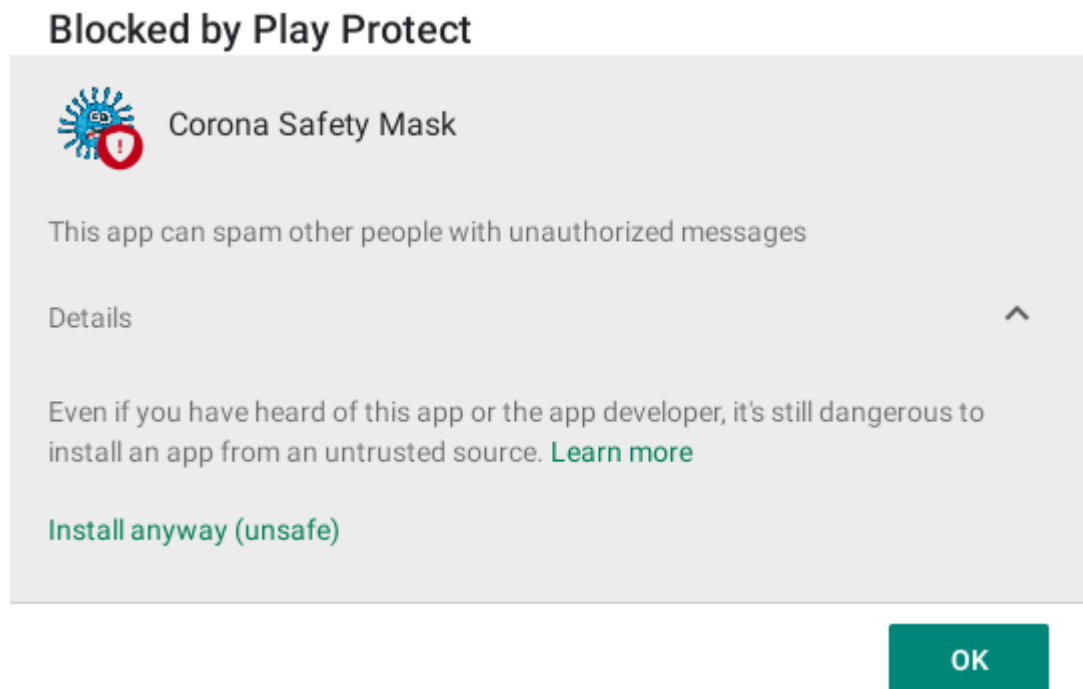 Blocked by Play Protect
Corona Safety Mask
This app can spam other people with unauthorized messages
Details
Even if you have heard of this app or the app developer, it's still dangerous to
install an app from an untrusted source. Learn more
Install anyway (unsafe)
OK